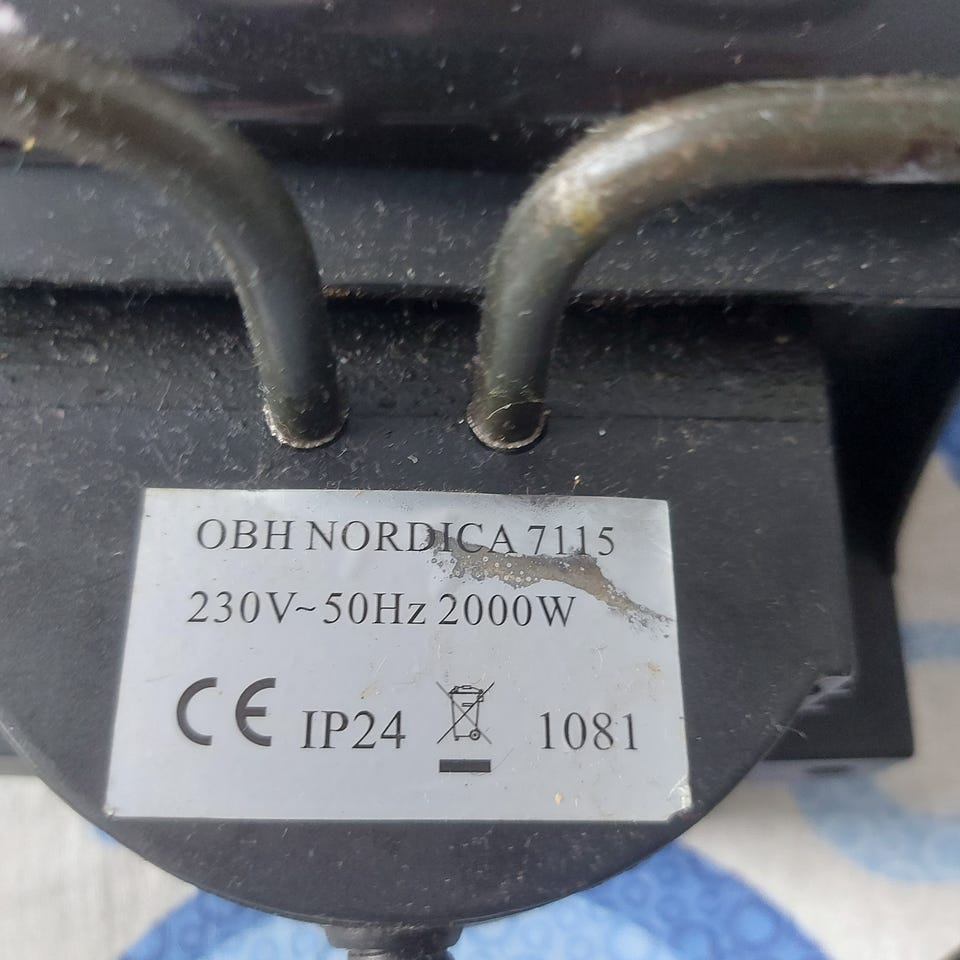 OBH NORDICA 7115
230V~50Hz 2000W
CE IP24 1081